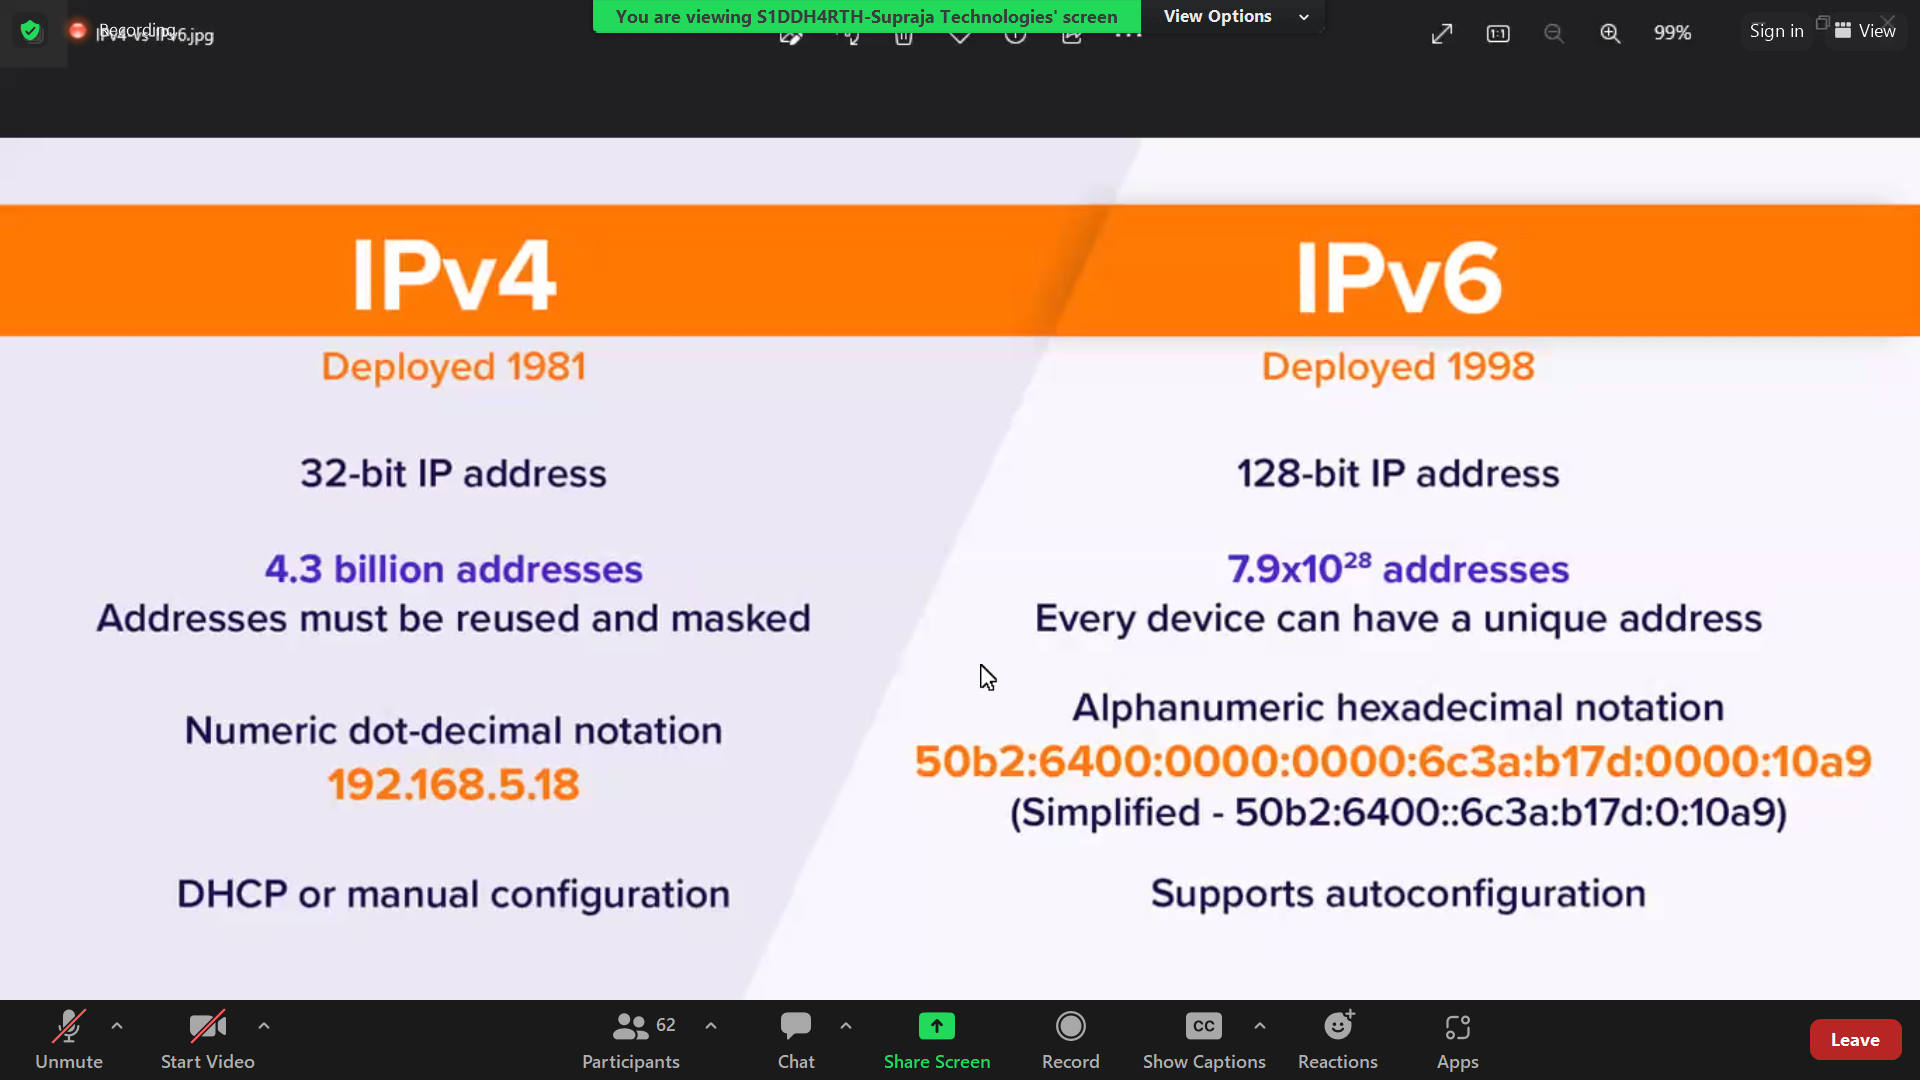 You are viewing S1DDH4RTH-Supraja Technologies' screen
View Options
Recording
IPv4-vs-IPv6.jpg
1:1
99%
Sign in
View
IPv4
Deployed 1981
32-bit IP address
4.3 billion addresses
Addresses must be reused and masked
Numeric dot-decimal notation
192.168.5.18
DHCP or manual configuration
IPv6
Deployed 1998
128-bit IP address
7.9x10²⁸ addresses
Every device can have a unique address
Alphanumeric hexadecimal notation
50b2:6400:0000:0000:6c3a:b17d:0000:10a9
(Simplified - 50b2:6400::6c3a:b17d:0:10a9)
Supports autoconfiguration
Unmute
Start Video
62
Participants
Chat
Share Screen
Record
CC
Show Captions
Reactions
Apps
Leave